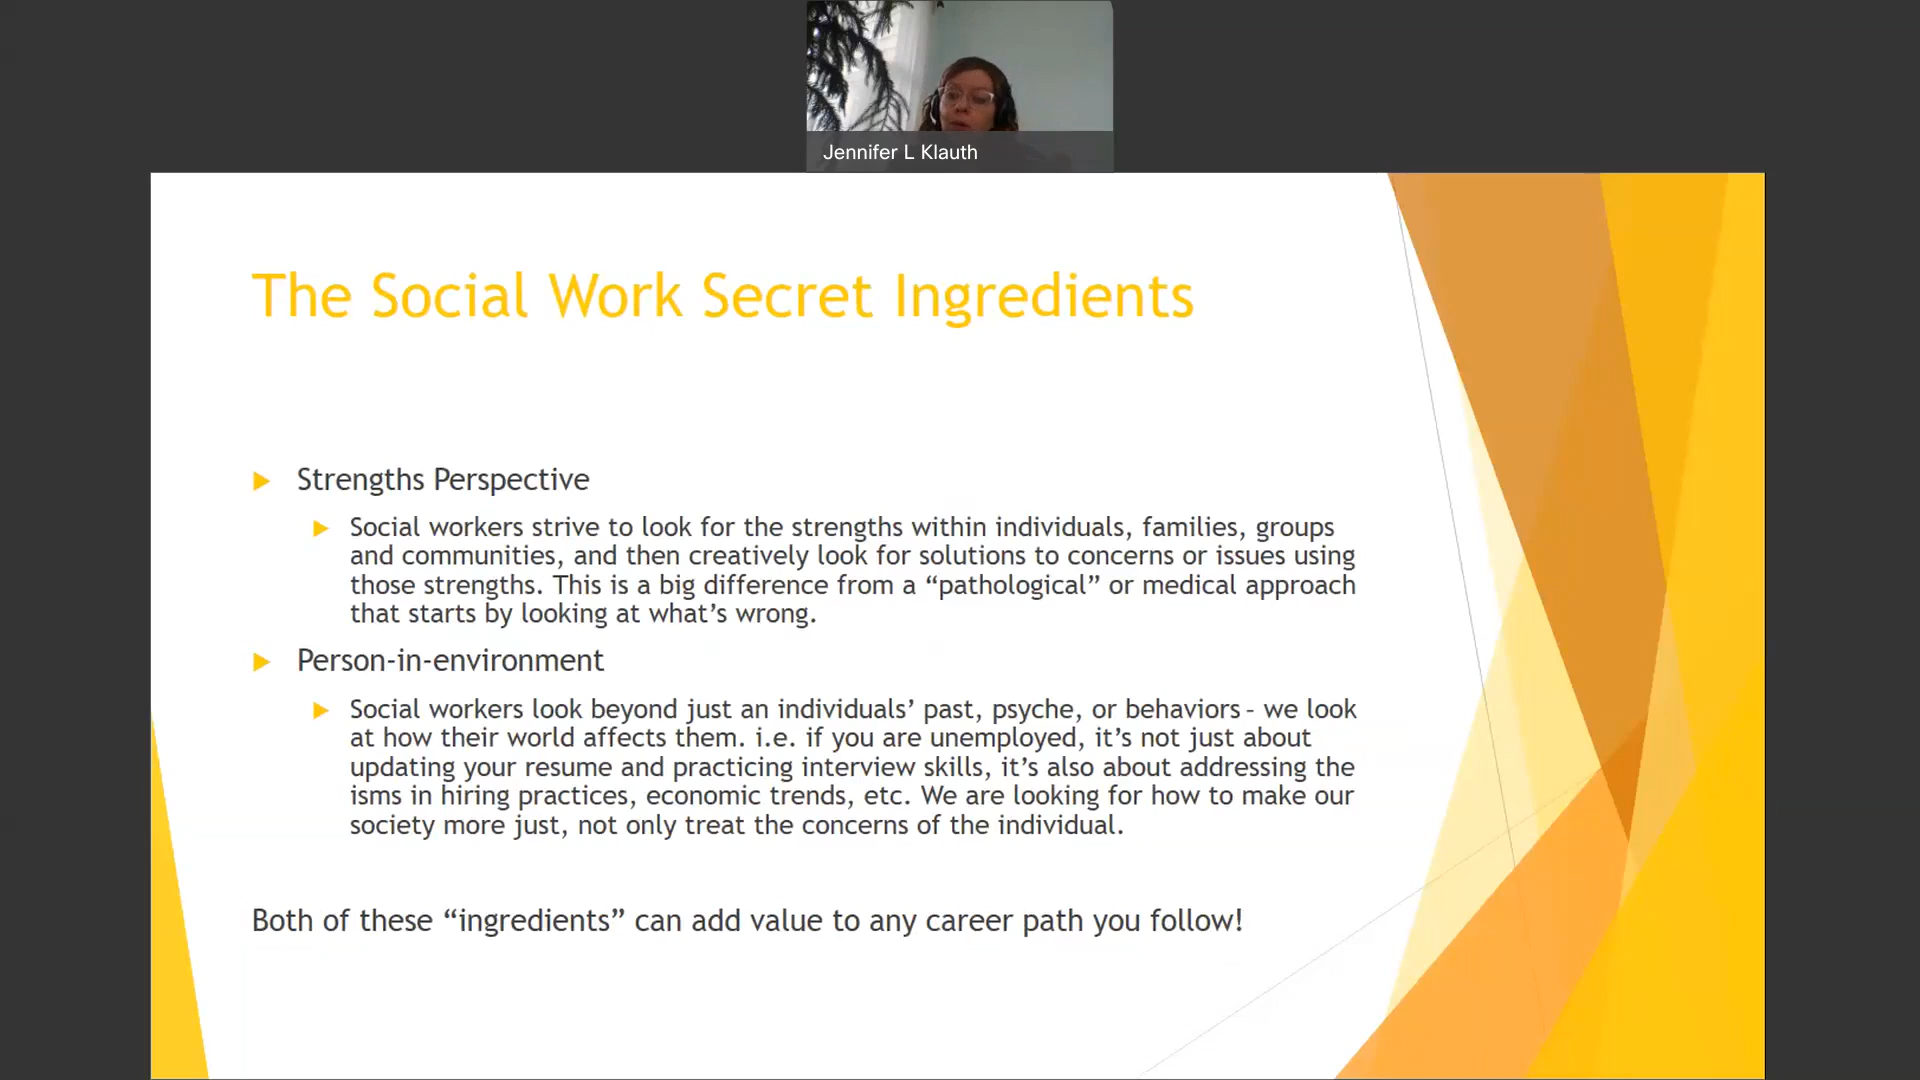 Jennifer L Klauth
The Social Work Secret Ingredients
Strengths Perspective
Social workers strive to look for the strengths within individuals, families, groups
and communities, and then creatively look for solutions to concerns or issues using
those strengths. This is a big difference from a “pathological” or medical approach
that starts by looking at what’s wrong.
Person-in-environment
Social workers look beyond just an individuals’ past, psyche, or behaviors – we look
at how their world affects them. i.e. if you are unemployed, it’s not just about
updating your resume and practicing interview skills, it’s also about addressing the
isms in hiring practices, economic trends, etc. We are looking for how to make our
society more just, not only treat the concerns of the individual.
Both of these “ingredients” can add value to any career path you follow!